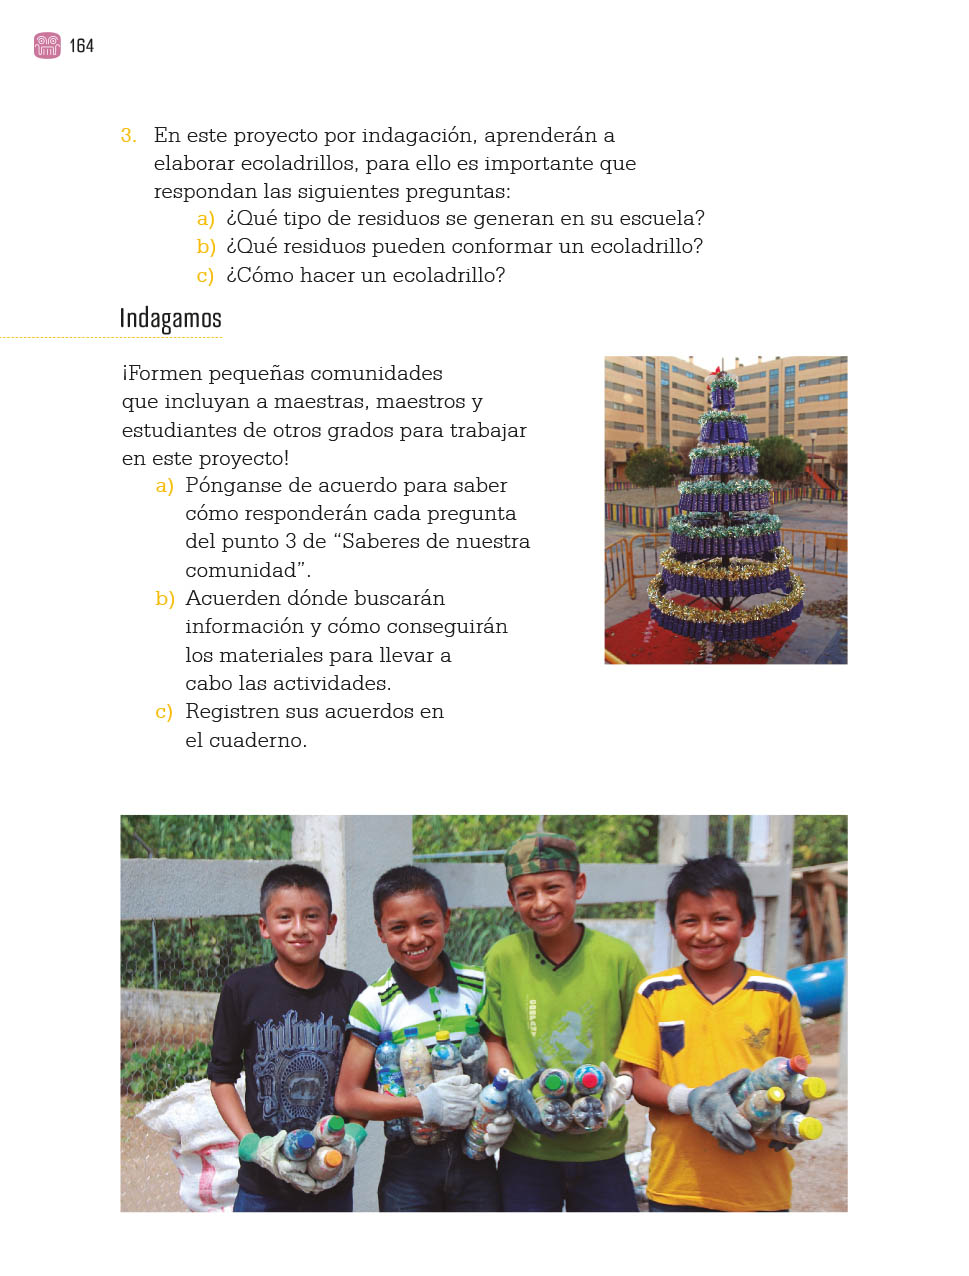 164
3. En este proyecto por indagación, aprenderán a
elaborar ecoladrillos, para ello es importante que
respondan las siguientes preguntas:
a) ¿Qué tipo de residuos se generan en su escuela?
b) ¿Qué residuos pueden conformar un ecoladrillo?
c) ¿Cómo hacer un ecoladrillo?
Indagamos
¡Formen pequeñas comunidades
que incluyan a maestras, maestros y
estudiantes de otros grados para trabajar
en este proyecto!
a) Pónganse de acuerdo para saber
cómo responderán cada pregunta
del punto 3 de “Saberes de nuestra
comunidad”.
b) Acuerden dónde buscarán
información y cómo conseguirán
los materiales para llevar a
cabo las actividades.
c) Registren sus acuerdos en
el cuaderno.